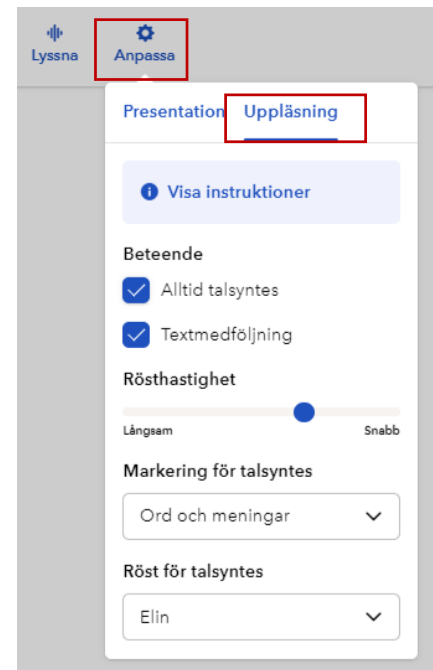 Lyssna Anpassa
Presentation Uppläsning
Visa instruktioner
Beteende
Alltid talsyntes
Textmedföljning
Rösthastighet
Långsam Snabb
Markering för talsyntes
Ord och meningar
Röst för talsyntes
Elin